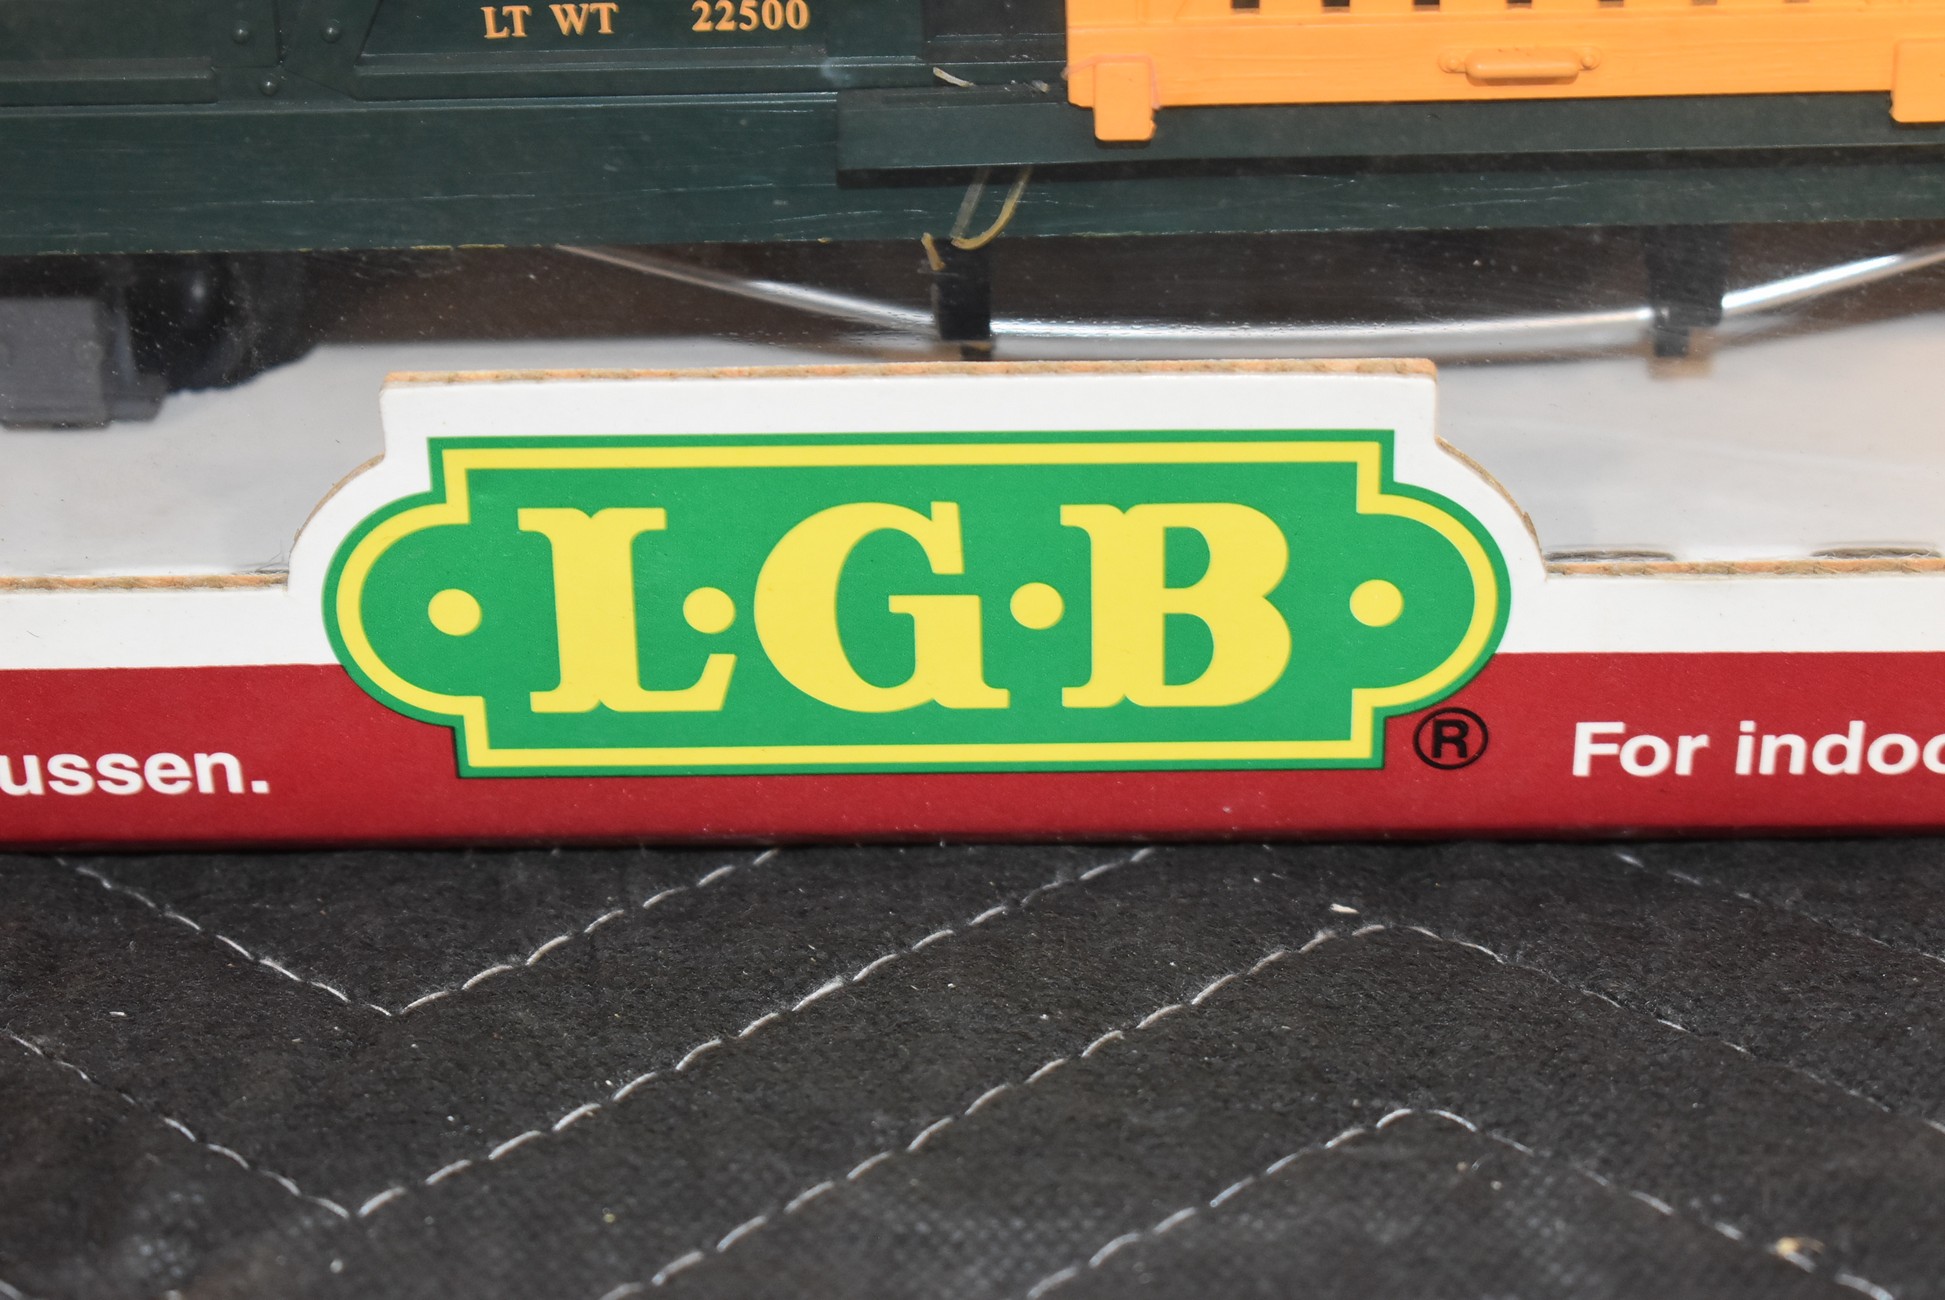 LT WT 22500
·L·G·B·
®
ussen.
For indoo